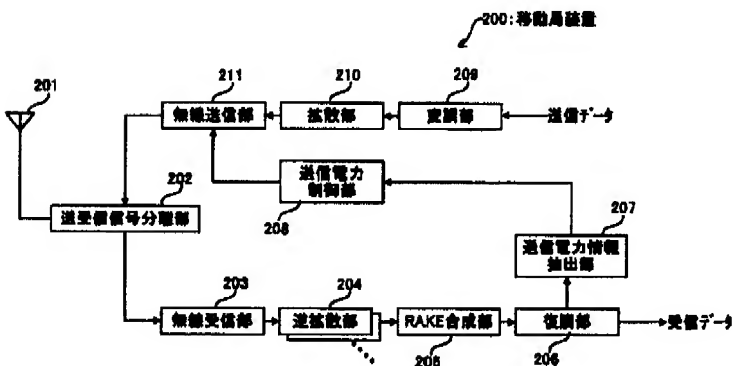 200:移動局装置
201
211
210
209
無線送信部
拡散部
変調部
送信データ
202
送信電力
制御部
208
送受信信号分離部
207
送信電力情報
抽出部
203
204
無線受信部
逆拡散部
RAKE合成部
復調部
受信データ
205
206